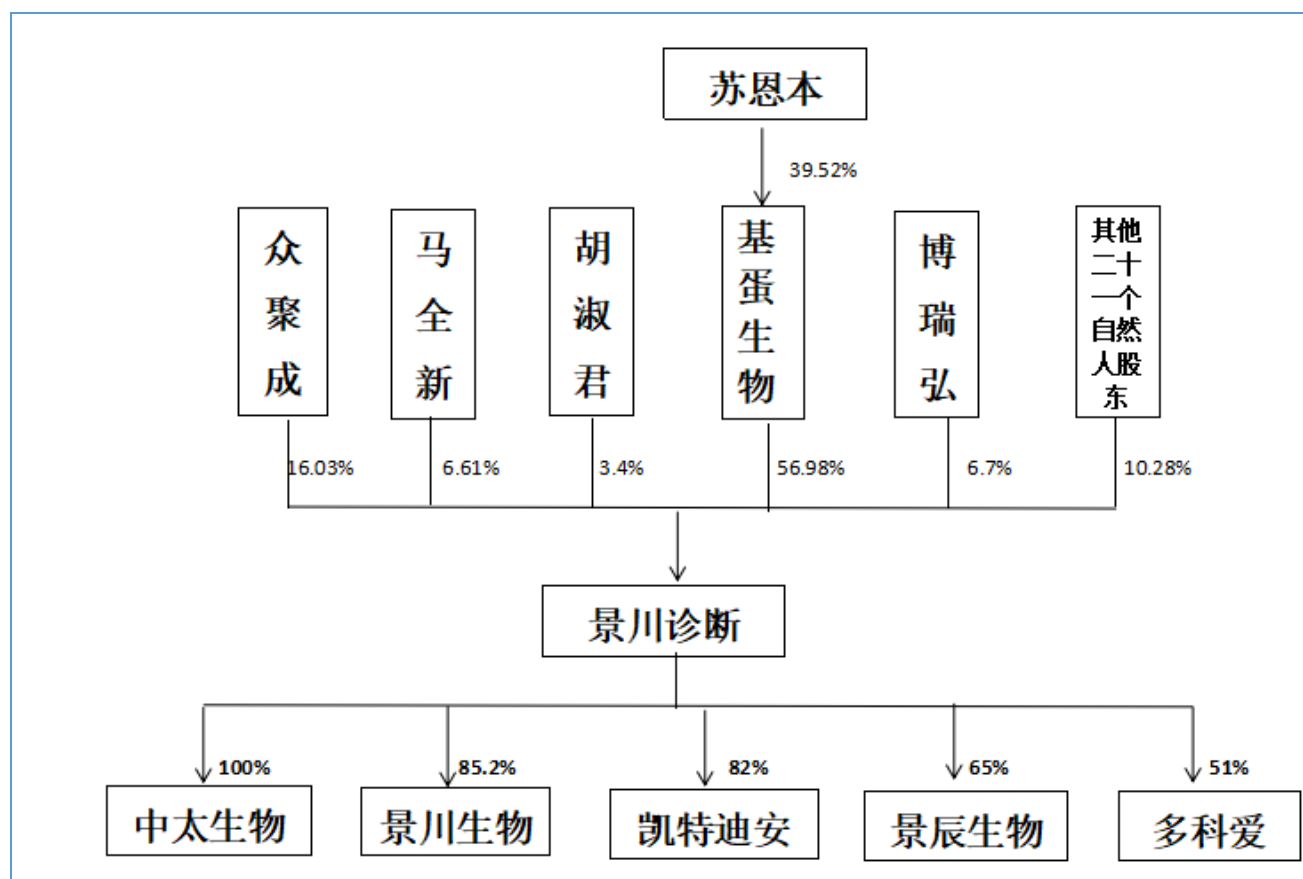 苏恩本
39.52%
众聚成
马全新
胡淑君
基蛋生物
博瑞弘
其他
二十
一个
自然
人股
东
16.03%
6.61%
3.4%
56.98%
6.7%
10.28%
景川诊断
100%
85.2%
82%
65%
51%
中太生物
景川生物
凯特迪安
景辰生物
多科爱